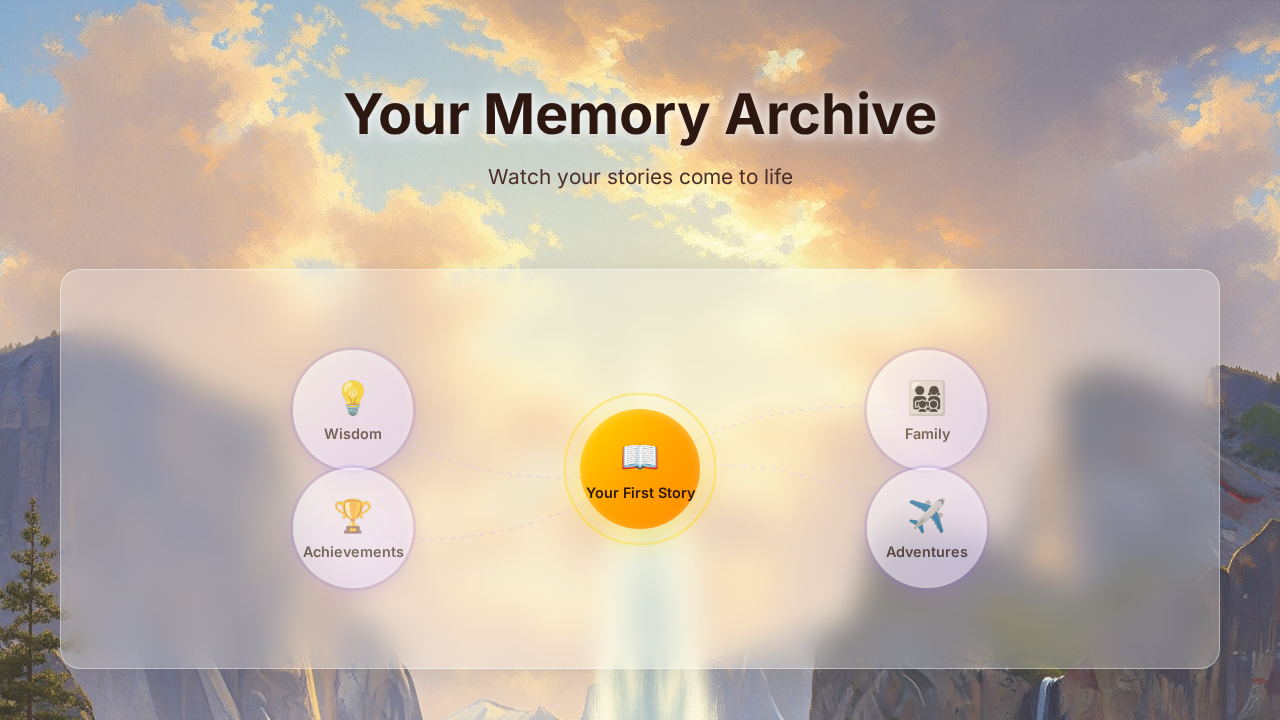 Your Memory Archive
Watch your stories come to life
Wisdom
Family
Your First Story
Achievements
Adventures